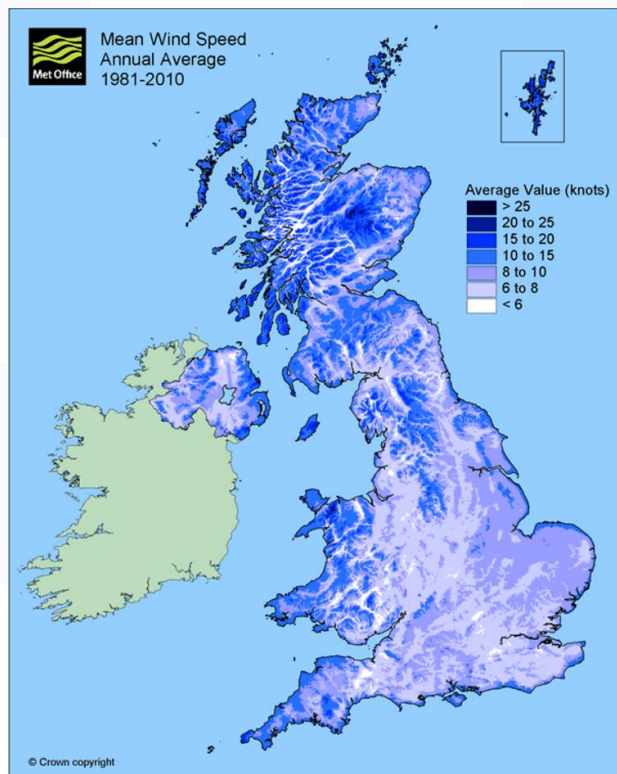 Met Office
Mean Wind Speed
Annual Average
1981-2010
Average Value (knots)
> 25
20 to 25
15 to 20
10 to 15
8 to 10
6 to 8
< 6
© Crown copyright